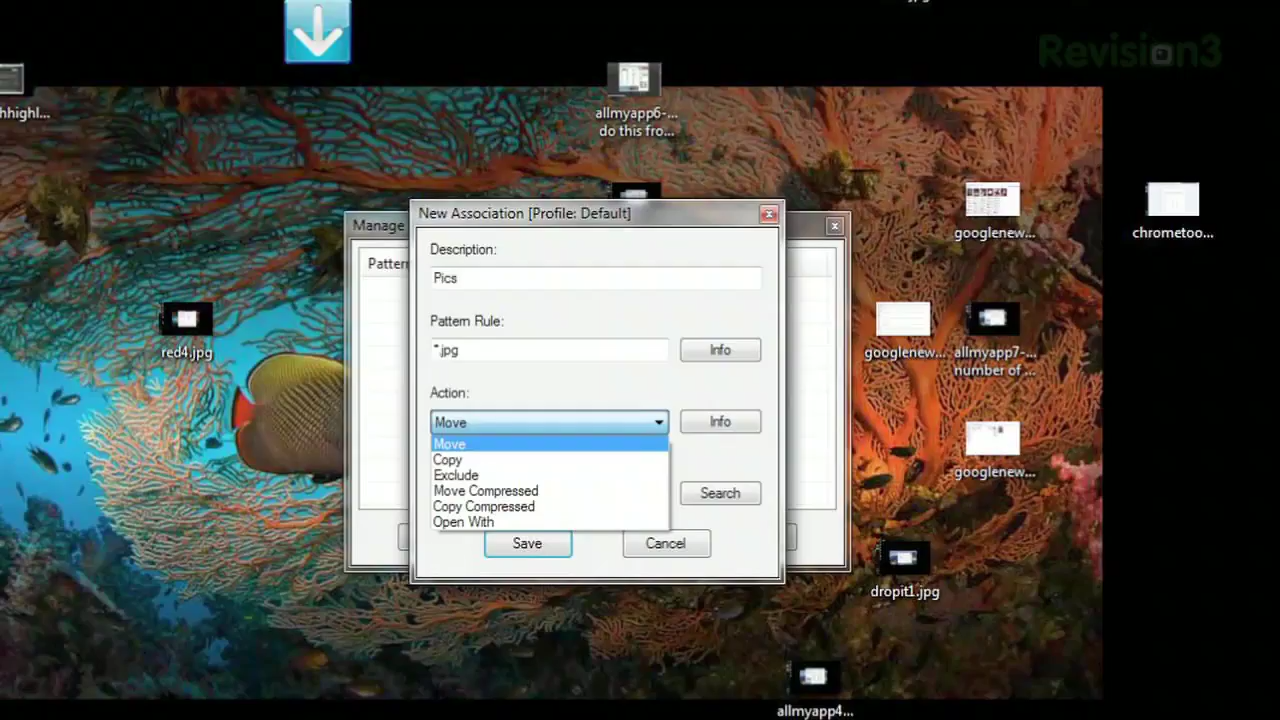 Revision3
hhighl...
allmyapp6-...
do this fro...
googlenew...
chrometoo...
New Association [Profile: Default]
Manage
Description:
Pattern
Pics
Pattern Rule:
*.jpg
Info
red4.jpg
googlenew...
allmyapp7-...
number of ...
Action:
Move
Info
Move
Copy
Exclude
Move Compressed
Copy Compressed
Open With
googlenew...
Search
Save
Cancel
dropit1.jpg
allmyapp4...